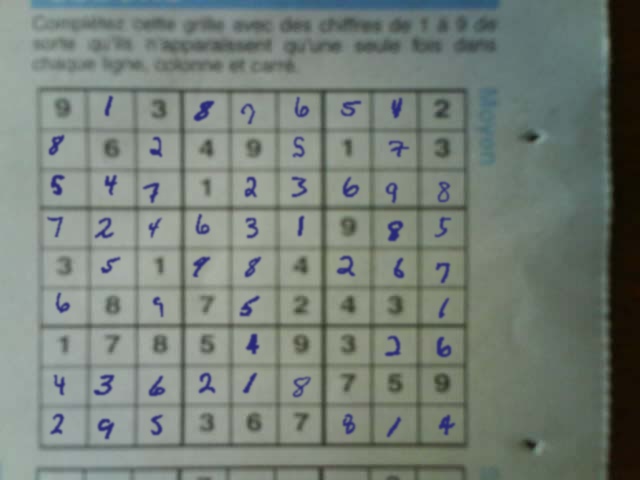 Complétez cette grille avec des chiffres de 1 à 9 de
sorte qu'ils n'apparaissent qu'une seule fois dans
chaque ligne, colonne et carré.
Moyen
9 1 3 8 7 6 5 4 2
8 6 2 4 9 5 1 7 3
5 4 7 1 2 3 6 9 8
7 2 4 6 3 1 9 8 5
3 5 1 9 8 4 2 6 7
6 8 9 7 5 2 4 3 1
1 7 8 5 4 9 3 2 6
4 3 6 2 1 8 7 5 9
2 9 5 3 6 7 8 1 4